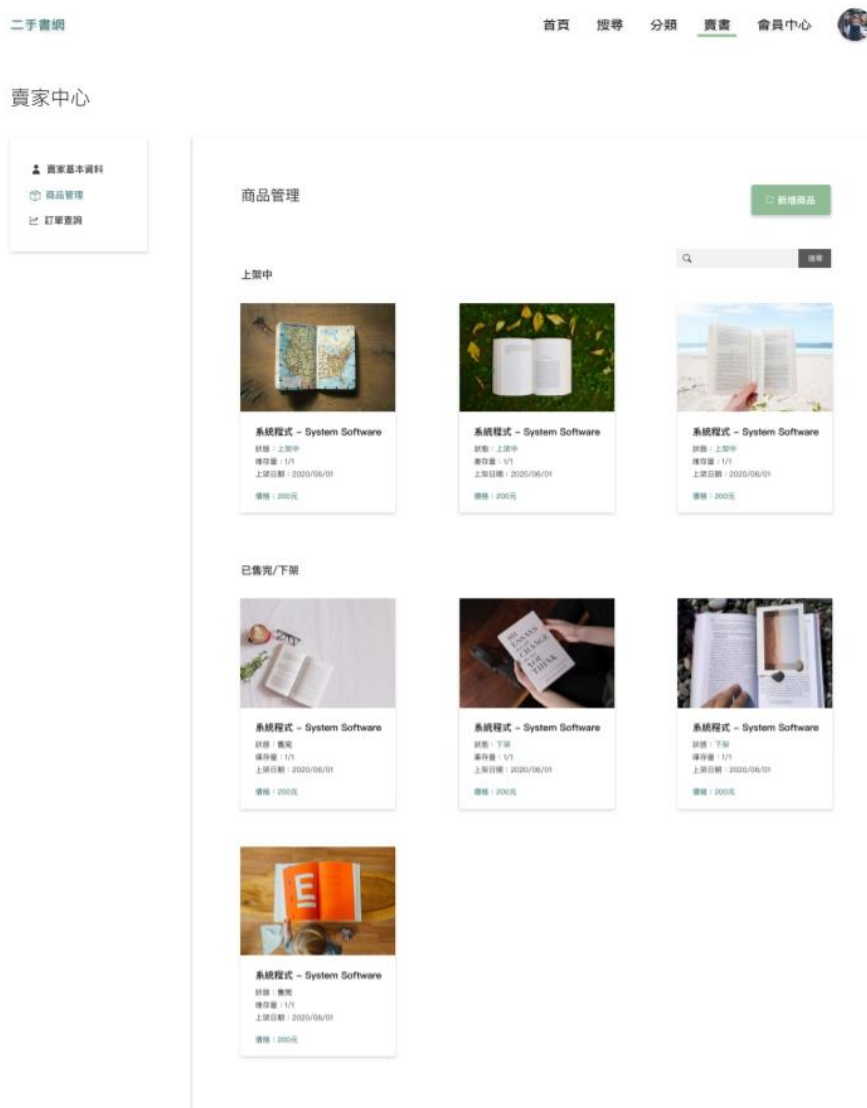 二手書網
首頁 搜尋 分類 賣書 會員中心
賣家中心
賣家基本資料
商品管理
訂單查詢
商品管理
新增商品
搜尋
上架中
系統程式 - System Software
狀態：上架中
庫存量：1/1
上架日期：2020/06/01
價格：200元
系統程式 - System Software
狀態：上架中
庫存量：1/1
上架日期：2020/06/01
價格：200元
系統程式 - System Software
狀態：上架中
庫存量：1/1
上架日期：2020/06/01
價格：200元
已售完/下架
系統程式 - System Software
狀態：售完
庫存量：1/1
上架日期：2020/06/01
價格：200元
ESSAYS
CHANGE
YOU
THINK
系統程式 - System Software
狀態：下架
庫存量：1/1
上架日期：2020/06/01
價格：200元
系統程式 - System Software
狀態：下架
庫存量：1/1
上架日期：2020/06/01
價格：200元
E
系統程式 - System Software
狀態：售完
庫存量：1/1
上架日期：2020/06/01
價格：200元